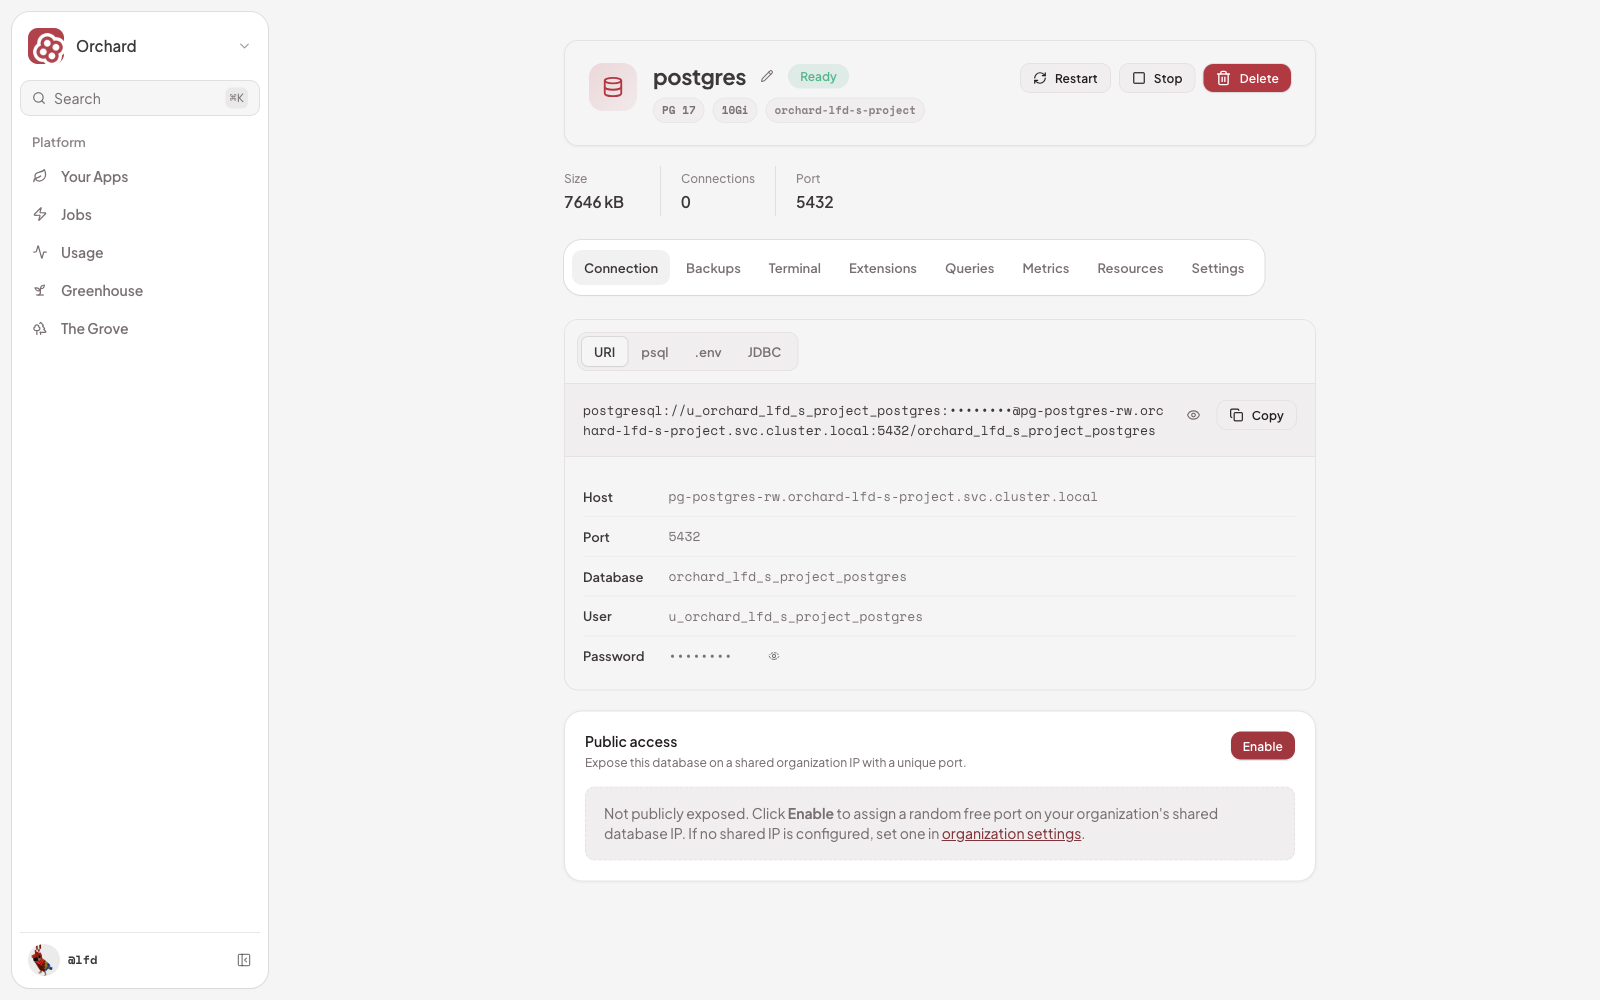 Orchard
Search
⌘K
Platform
Your Apps
Jobs
Usage
Greenhouse
The Grove
@lfd
postgres
Ready
PG 17
10Gi
orchard-lfd-s-project
Restart
Stop
Delete
Size
7646 kB
Connections
0
Port
5432
Connection
Backups
Terminal
Extensions
Queries
Metrics
Resources
Settings
URI
psql
.env
JDBC
postgresql://u_orchard_lfd_s_project_postgres:••••••••@pg-postgres-rw.orc
hard-lfd-s-project.svc.cluster.local:5432/orchard_lfd_s_project_postgres
Copy
Host
pg-postgres-rw.orchard-lfd-s-project.svc.cluster.local
Port
5432
Database
orchard_lfd_s_project_postgres
User
u_orchard_lfd_s_project_postgres
Password
••••••••
Public access
Expose this database on a shared organization IP with a unique port.
Enable
Not publicly exposed. Click Enable to assign a random free port on your organization's shared
database IP. If no shared IP is configured, set one in organization settings.